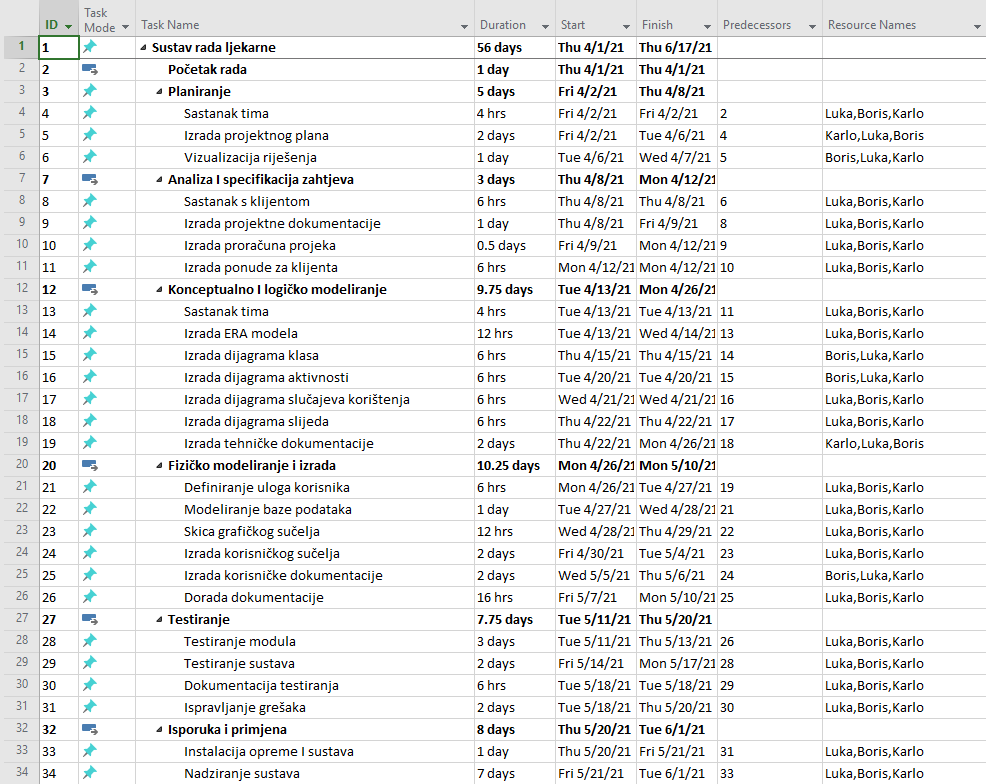 ID Task Mode Task Name Duration Start Finish Predecessors Resource Names
1 1 Sustav rada ljekarne 56 days Thu 4/1/21 Thu 6/17/21
2 2 Početak rada 1 day Thu 4/1/21 Thu 4/1/21
3 3 Planiranje 5 days Fri 4/2/21 Thu 4/8/21
4 4 Sastanak tima 4 hrs Fri 4/2/21 Fri 4/2/21 2 Luka,Boris,Karlo
5 5 Izrada projektnog plana 2 days Fri 4/2/21 Tue 4/6/21 4 Karlo,Luka,Boris
6 6 Vizualizacija riješenja 1 day Tue 4/6/21 Wed 4/7/21 5 Boris,Luka,Karlo
7 7 Analiza I specifikacija zahtjeva 3 days Thu 4/8/21 Mon 4/12/21
8 8 Sastanak s klijentom 6 hrs Thu 4/8/21 Thu 4/8/21 6 Luka,Boris,Karlo
9 9 Izrada projektne dokumentacije 1 day Thu 4/8/21 Fri 4/9/21 8 Luka,Boris,Karlo
10 10 Izrada proračuna projeka 0.5 days Fri 4/9/21 Mon 4/12/21 9 Luka,Boris,Karlo
11 11 Izrada ponude za klijenta 6 hrs Mon 4/12/21 Mon 4/12/21 10 Luka,Boris,Karlo
12 12 Konceptualno I logičko modeliranje 9.75 days Tue 4/13/21 Mon 4/26/21
13 13 Sastanak tima 4 hrs Tue 4/13/21 Tue 4/13/21 11 Luka,Boris,Karlo
14 14 Izrada ERA modela 12 hrs Tue 4/13/21 Wed 4/14/21 13 Luka,Boris,Karlo
15 15 Izrada dijagrama klasa 6 hrs Thu 4/15/21 Thu 4/15/21 14 Boris,Luka,Karlo
16 16 Izrada dijagrama aktivnosti 6 hrs Tue 4/20/21 Tue 4/20/21 15 Boris,Luka,Karlo
17 17 Izrada dijagrama slučajeva korištenja 6 hrs Wed 4/21/21 Wed 4/21/21 16 Luka,Boris,Karlo
18 18 Izrada dijagrama slijeda 6 hrs Thu 4/22/21 Thu 4/22/21 17 Luka,Boris,Karlo
19 19 Izrada tehničke dokumentacije 2 days Thu 4/22/21 Mon 4/26/21 18 Karlo,Luka,Boris
20 20 Fizičko modeliranje i izrada 10.25 days Mon 4/26/21 Mon 5/10/21
21 21 Definiranje uloga korisnika 6 hrs Mon 4/26/21 Tue 4/27/21 19 Luka,Boris,Karlo
22 22 Modeliranje baze podataka 1 day Tue 4/27/21 Wed 4/28/21 21 Luka,Boris,Karlo
23 23 Skica grafičkog sučelja 12 hrs Wed 4/28/21 Thu 4/29/21 22 Luka,Boris,Karlo
24 24 Izrada korisničkog sučelja 2 days Fri 4/30/21 Tue 5/4/21 23 Luka,Boris,Karlo
25 25 Izrada korisničke dokumentacije 2 days Wed 5/5/21 Thu 5/6/21 24 Boris,Luka,Karlo
26 26 Dorada dokumentacije 16 hrs Fri 5/7/21 Mon 5/10/21 25 Luka,Boris,Karlo
27 27 Testiranje 7.75 days Tue 5/11/21 Thu 5/20/21
28 28 Testiranje modula 3 days Tue 5/11/21 Thu 5/13/21 26 Luka,Boris,Karlo
29 29 Testiranje sustava 2 days Fri 5/14/21 Mon 5/17/21 28 Luka,Boris,Karlo
30 30 Dokumentacija testiranja 6 hrs Tue 5/18/21 Tue 5/18/21 29 Luka,Boris,Karlo
31 31 Ispravljanje grešaka 2 days Tue 5/18/21 Thu 5/20/21 30 Luka,Boris,Karlo
32 32 Isporuka i primjena 8 days Thu 5/20/21 Tue 6/1/21
33 33 Instalacija opreme I sustava 1 day Thu 5/20/21 Fri 5/21/21 31 Luka,Boris,Karlo
34 34 Nadziranje sustava 7 days Fri 5/21/21 Tue 6/1/21 33 Luka,Boris,Karlo